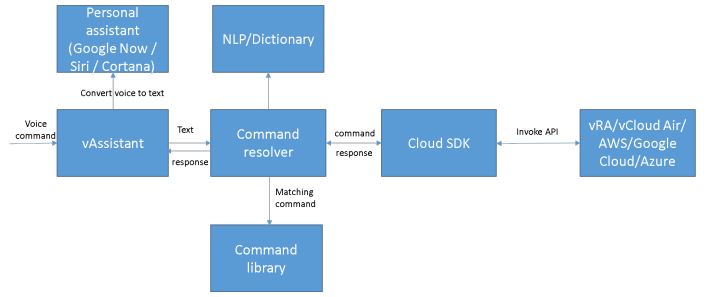 Personal
assistant
(Google Now /
Siri / Cortana)
NLP/Dictionary
Convert voice to text
Voice
command
vAssistant
Text
response
Command
resolver
command
response
Cloud SDK
Invoke API
vRA/vCloud Air/
AWS/Google
Cloud/Azure
Matching
command
Command
library